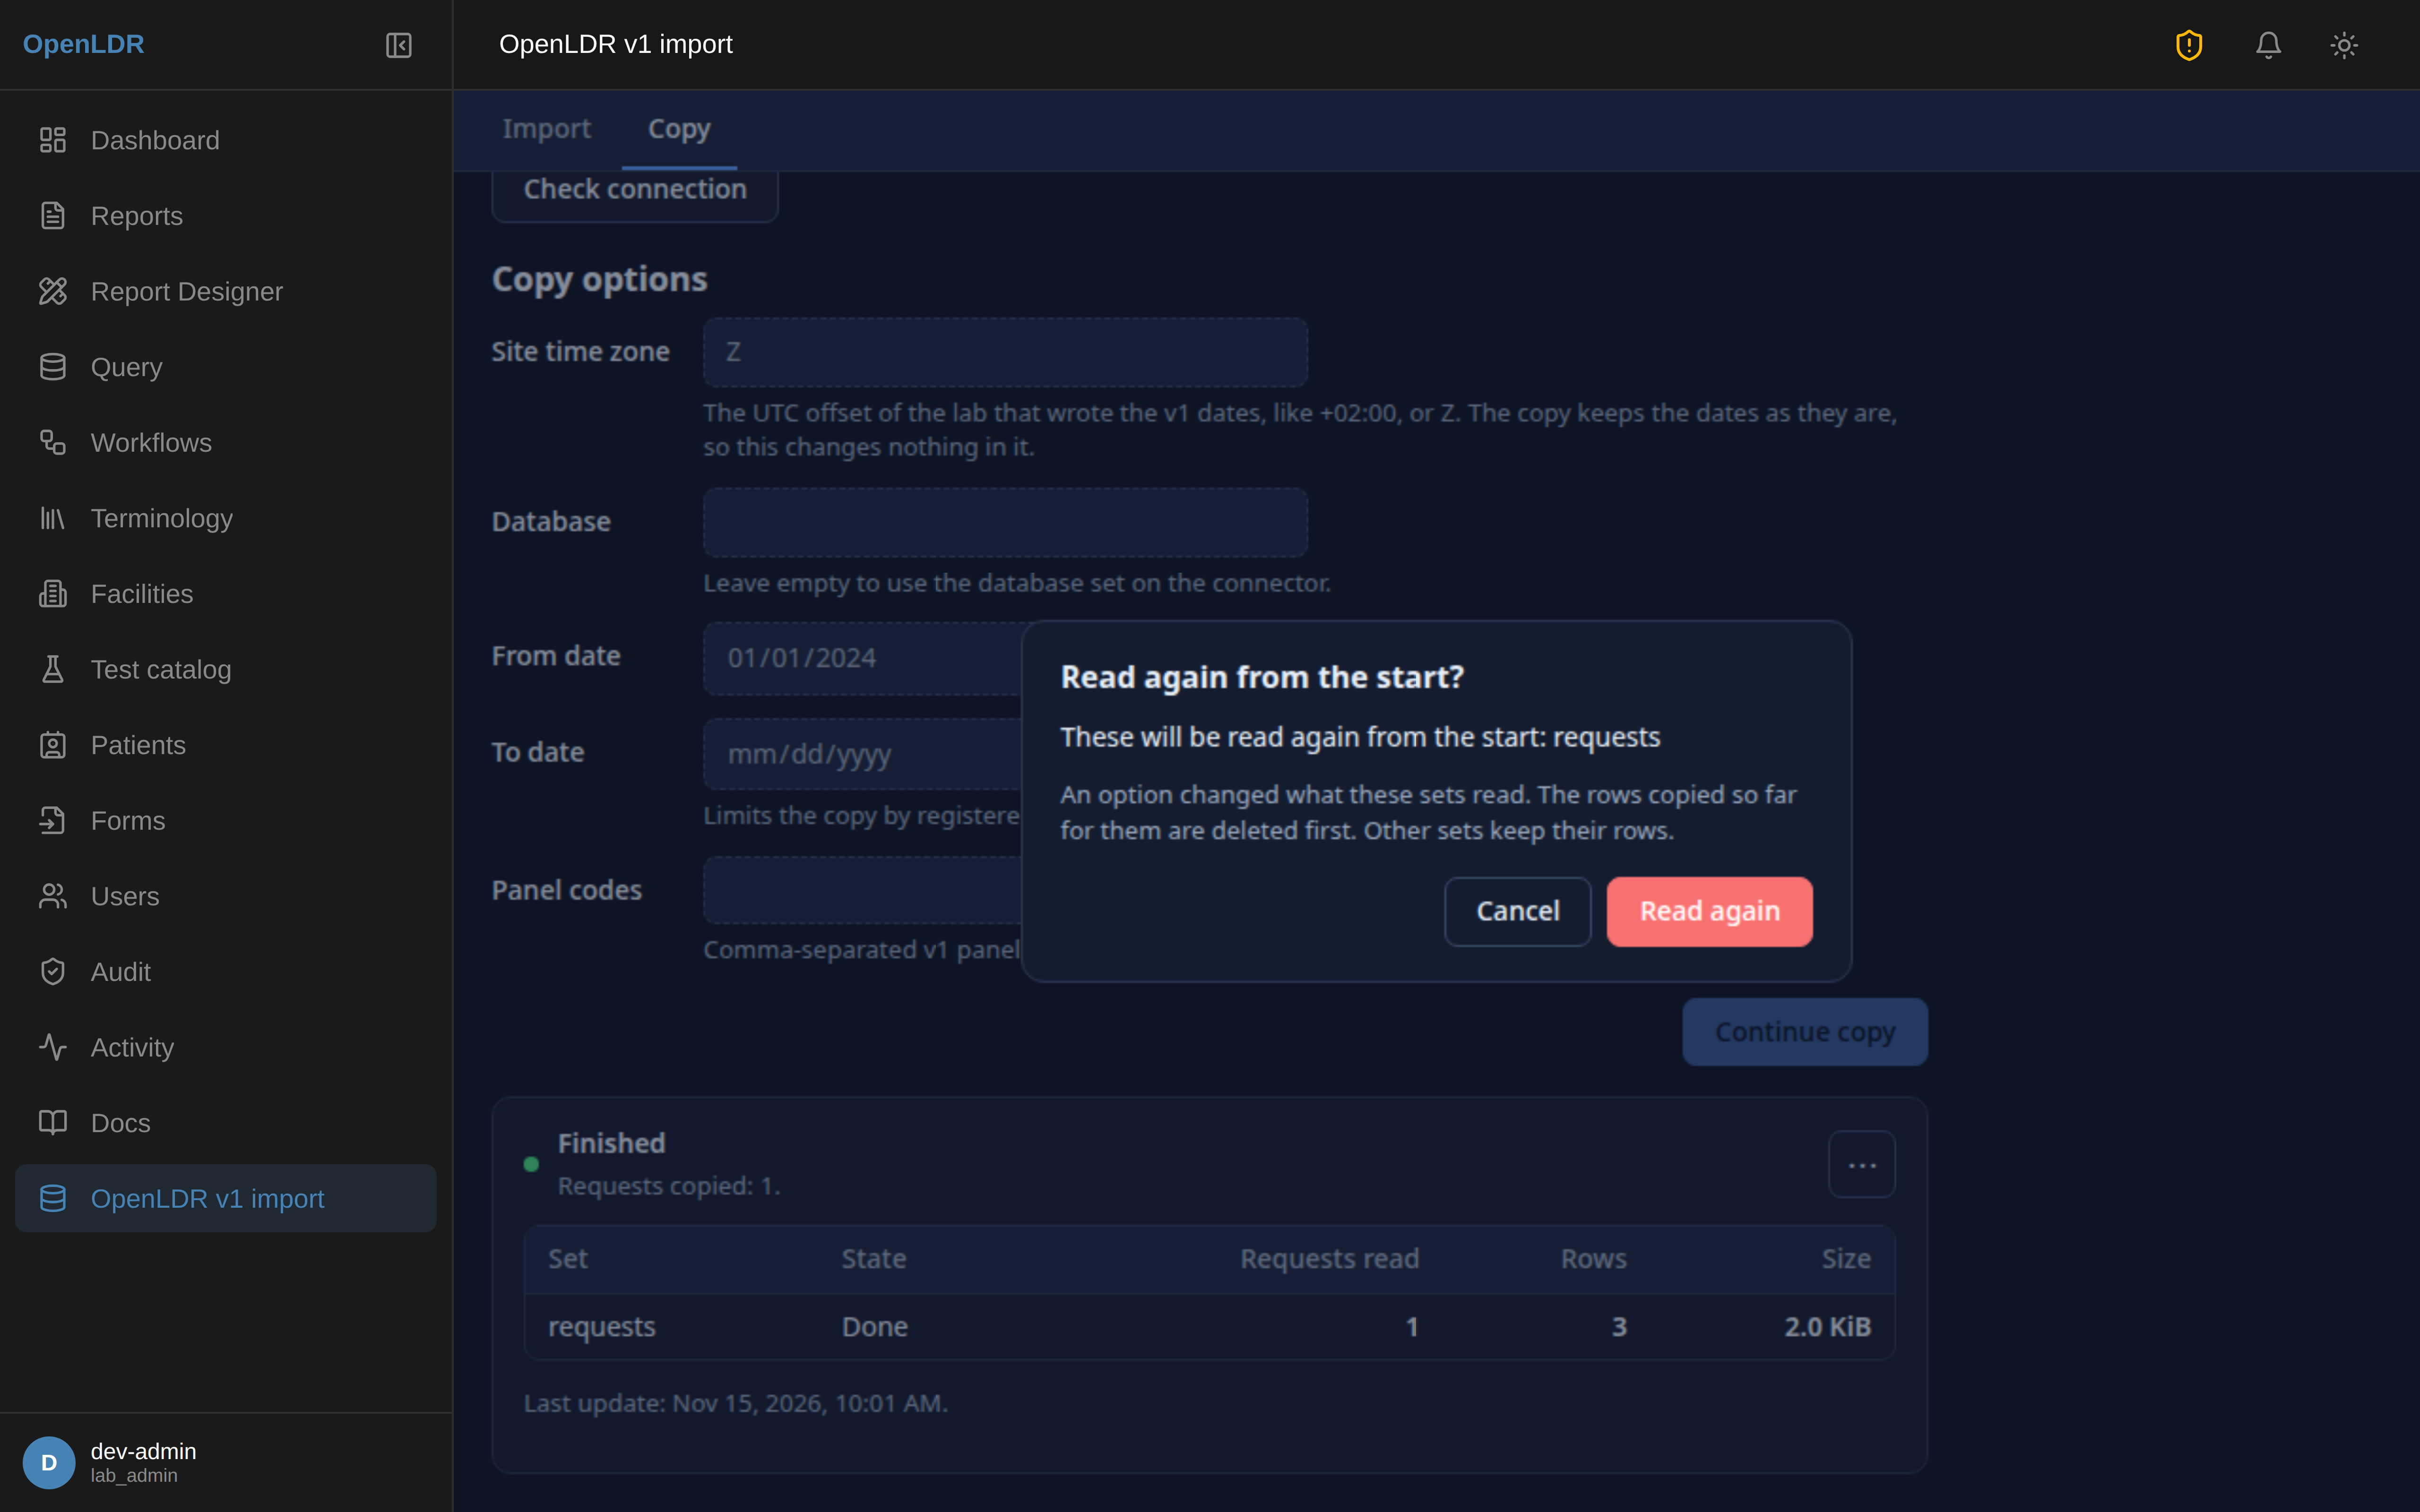 OpenLDR
OpenLDR v1 import
Dashboard
Reports
Report Designer
Query
Workflows
Terminology
Facilities
Test catalog
Patients
Forms
Users
Audit
Activity
Docs
OpenLDR v1 import
D
dev-admin
lab_admin
Import
Copy
Check connection
Copy options
Site time zone
Z
The UTC offset of the lab that wrote the v1 dates, like +02:00, or Z. The copy keeps the dates as they are,
so this changes nothing in it.
Database
Leave empty to use the database set on the connector.
From date
01/01/2024
To date
mm/dd/yyyy
Limits the copy by registere
Panel codes
Comma-separated v1 panel
Read again from the start?
These will be read again from the start: requests
An option changed what these sets read. The rows copied so far
for them are deleted first. Other sets keep their rows.
Cancel
Read again
Continue copy
Finished
Requests copied: 1.
Set State Requests read Rows Size
requests Done 1 3 2.0 KiB
Last update: Nov 15, 2026, 10:01 AM.